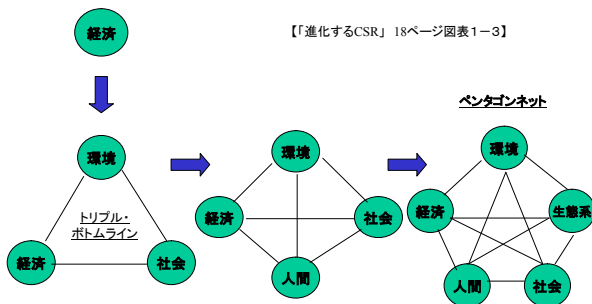 経済
【「進化するCSR」 18ページ図表1-3】
環境
トリプル・
ボトムライン
経済
社会
環境
経済
社会
人間
ペンタゴンネット
環境
経済
生態系
人間
社会